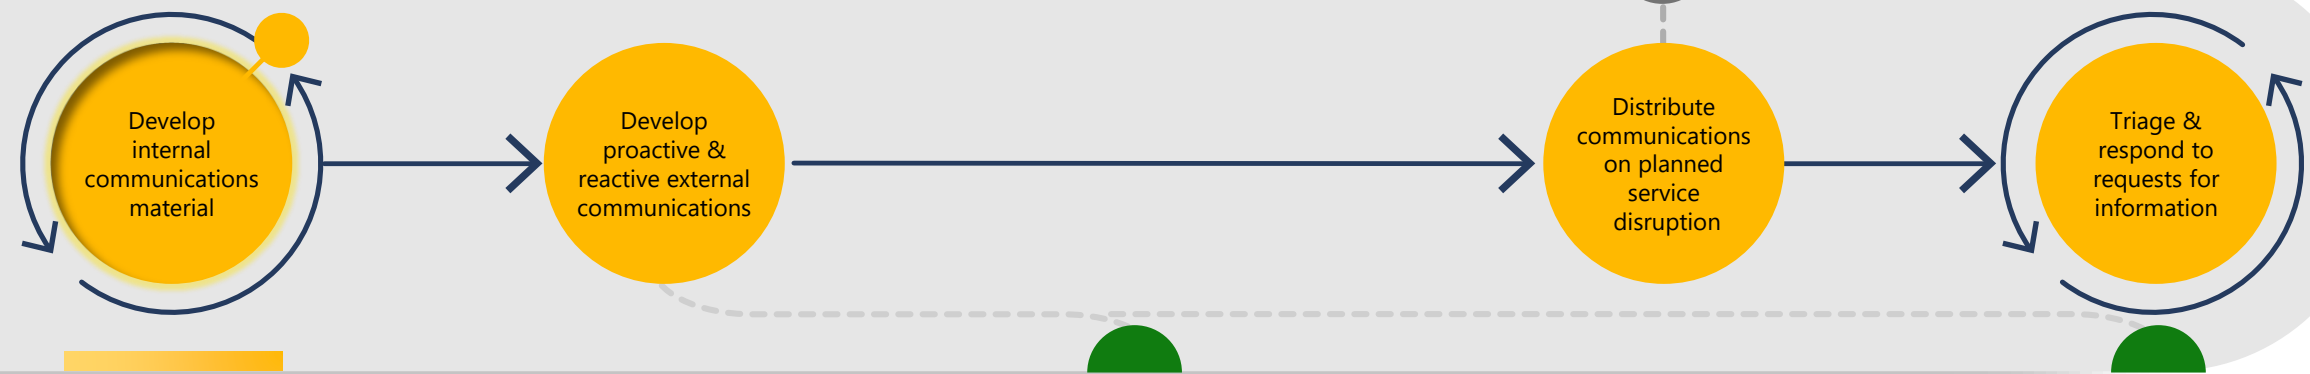 Develop
internal
communications
material
Develop
proactive &
reactive external
communications
Distribute
communications
on planned
service
disruption
Triage &
respond to
requests for
information